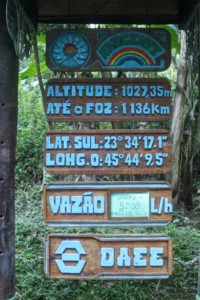 ALTITUDE: 1027,35m
ATÉ A FOZ: 1136KM
LAT. SUL: 23°34'17.1"
LONG. O: 45°44'9.5"
VAZÃO L/h
DAEE